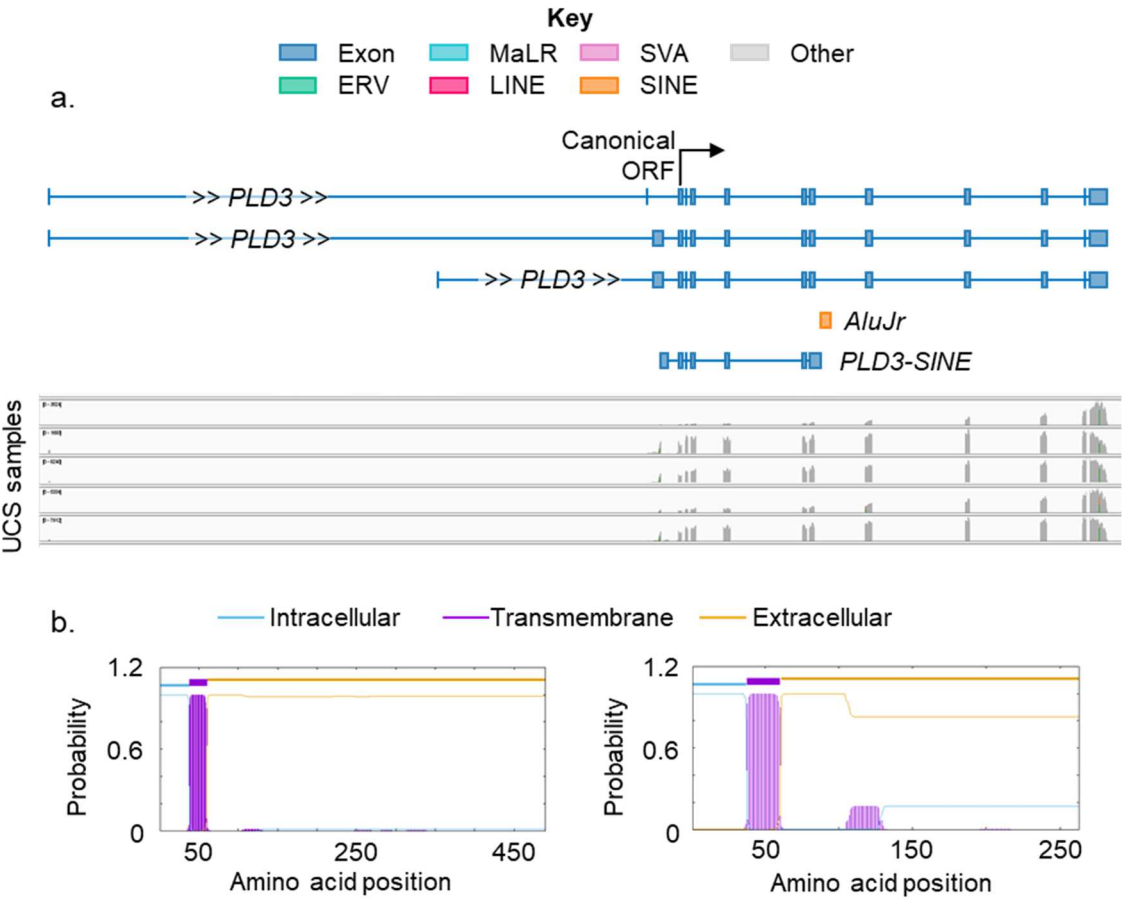 Key
Exon MaLR SVA Other
ERV LINE SINE
a.
Canonical
ORF
>> PLD3 >>
>> PLD3 >>
>> PLD3 >>
AluJr
PLD3-SINE
UCS samples
b.
Intracellular Transmembrane Extracellular
1.2
0.6
0
Probability
50 250 450
Amino acid position
1.2
0.6
0
Probability
50 150 250
Amino acid position